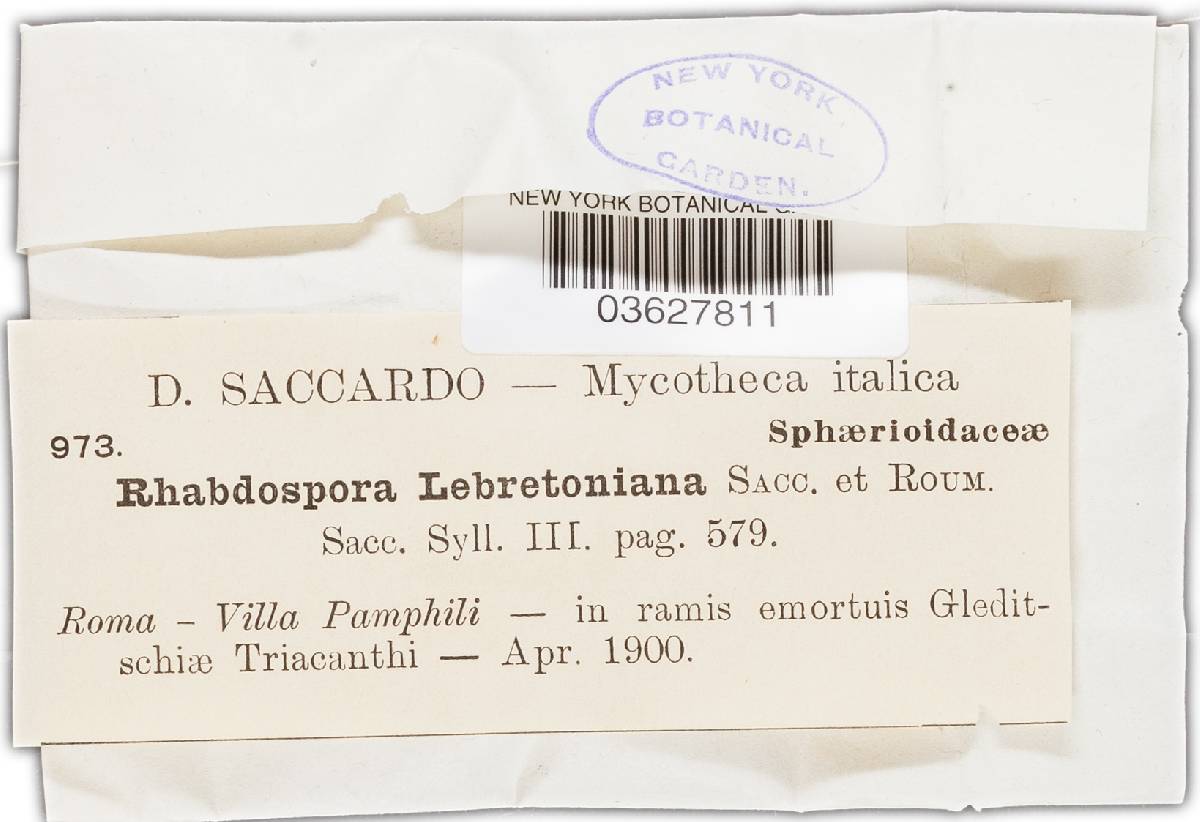 NEW YORK
BOTANICAL
GARDEN.
NEW YORK BOTANICAL G.
03627811
D. SACCARDO — Mycotheca italica
973.
Sphærioidaceæ
Rhabdospora Lebretoniana SACC. et ROUM.
Sacc. Syll. III. pag. 579.
Roma – Villa Pamphili — in ramis emortuis Gledit-
schiæ Triacanthi — Apr. 1900.